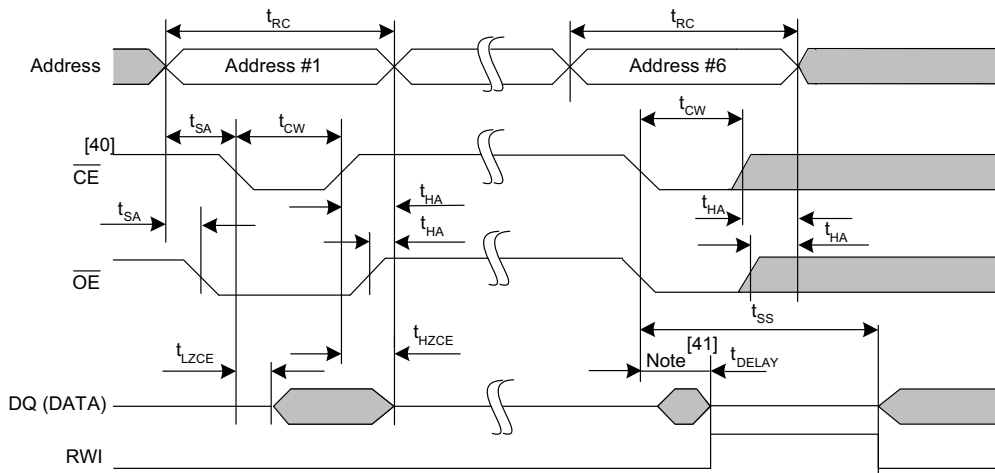 tRC tRC
Address Address #1 Address #6
tSA tCW tCW
[40]
CE
tSA tHA tHA
tHA tHA
OE
tSS
tLZCE tHZCE Note [41] tDELAY
DQ (DATA)
RWI